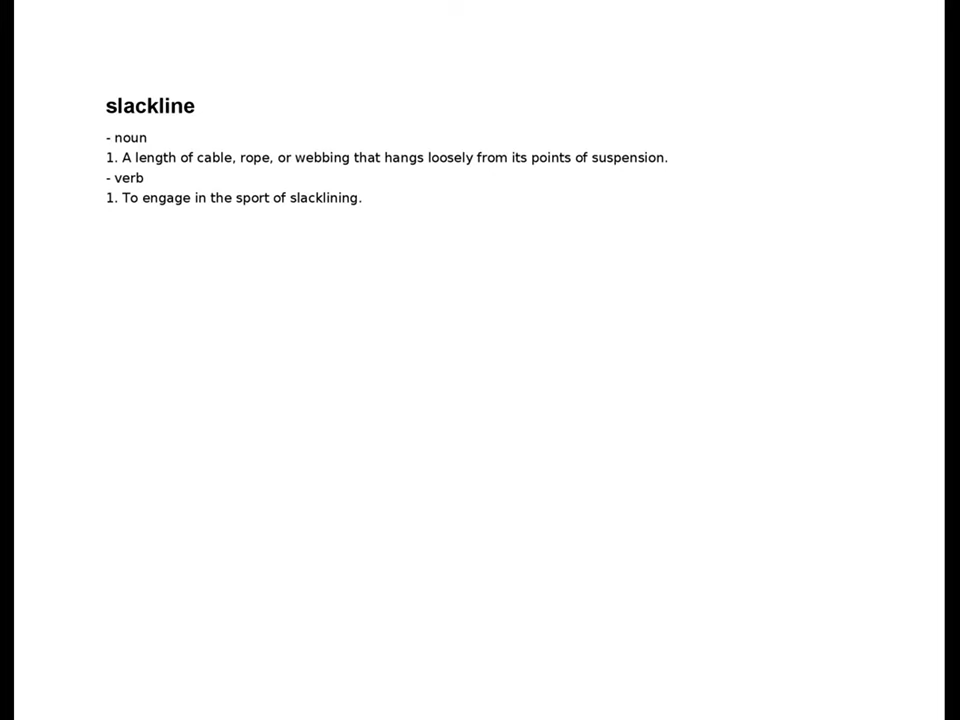 slackline
- noun
1. A length of cable, rope, or webbing that hangs loosely from its points of suspension.
- verb
1. To engage in the sport of slacklining.